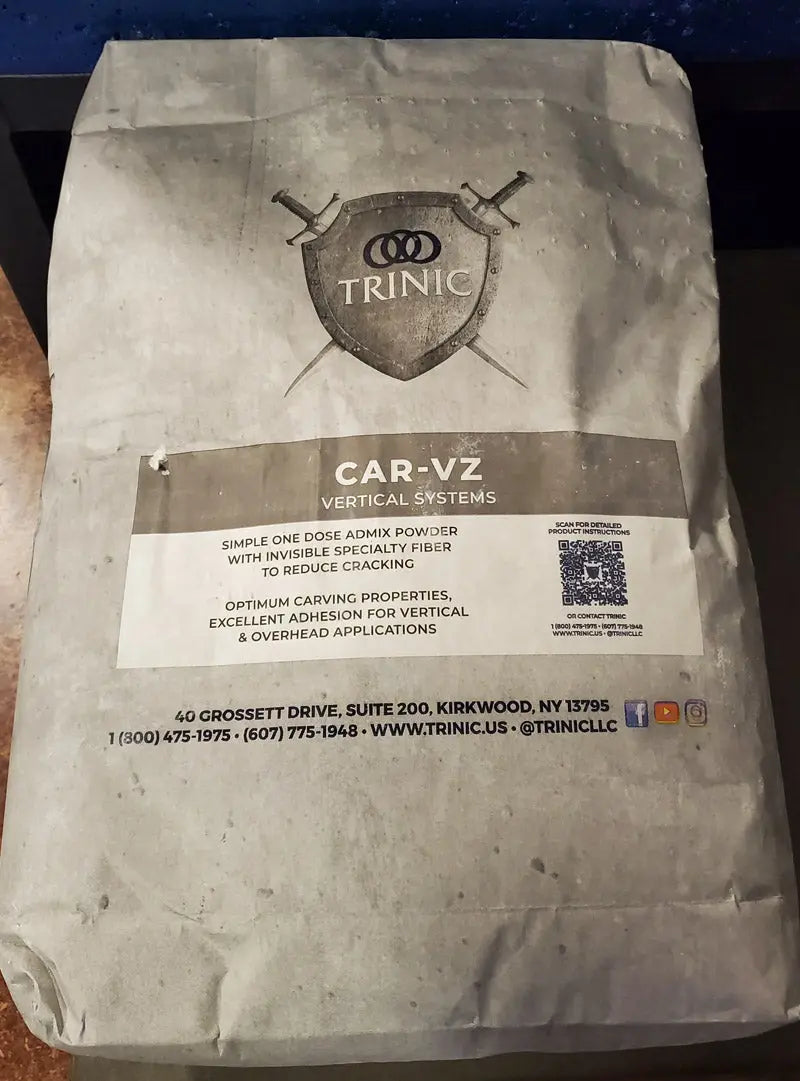 TRINIC
CAR-VZ
VERTICAL SYSTEMS
SIMPLE ONE DOSE ADMIX POWDER
WITH INVISIBLE SPECIALTY FIBER
TO REDUCE CRACKING
OPTIMUM CARVING PROPERTIES,
EXCELLENT ADHESION FOR VERTICAL
& OVERHEAD APPLICATIONS
SCAN FOR DETAILED
PRODUCT INSTRUCTIONS
OR CONTACT TRINIC
1 (800) 475-1975 • (607) 775-1948
WWW.TRINIC.US • @TRINICLLC
40 GROSSETT DRIVE, SUITE 200, KIRKWOOD, NY 13795
1 (800) 475-1975 • (607) 775-1948 • WWW.TRINIC.US • @TRINICLLC